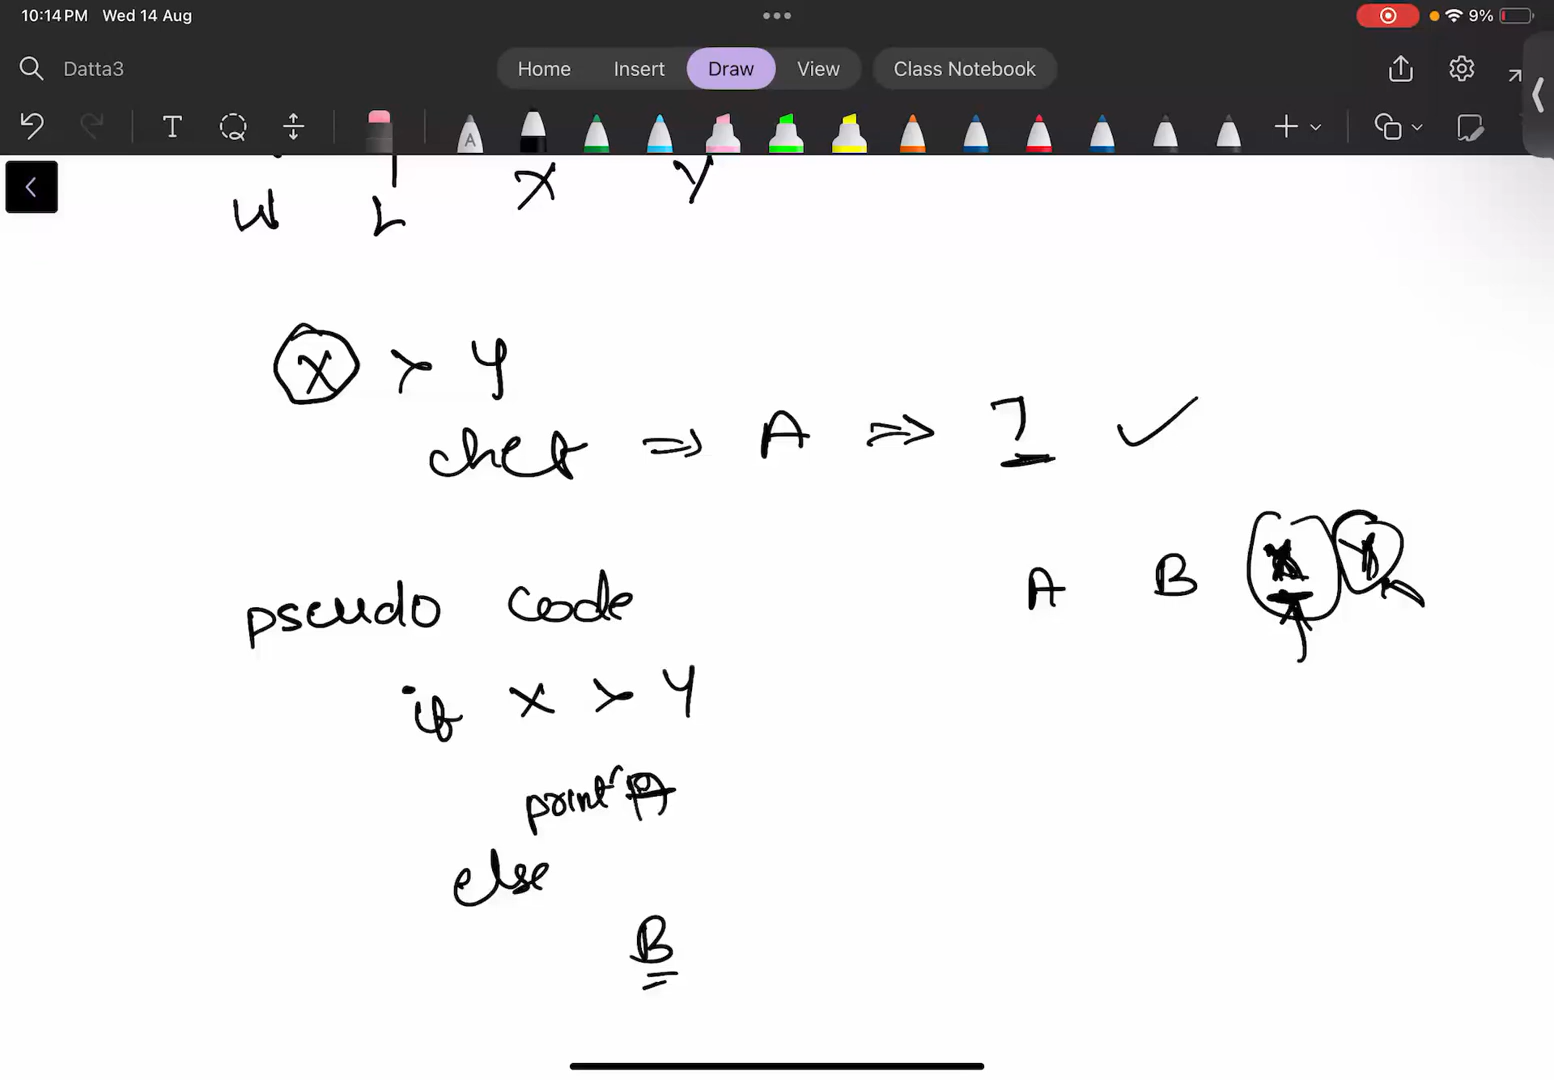 10:14 PM Wed 14 Aug
9%
Datta3
Home Insert Draw View Class Notebook
T A
W L X Y
X > Y
chef => A => 7 ✓
A B X Y
pseudo code
if X > Y
print A
else
B